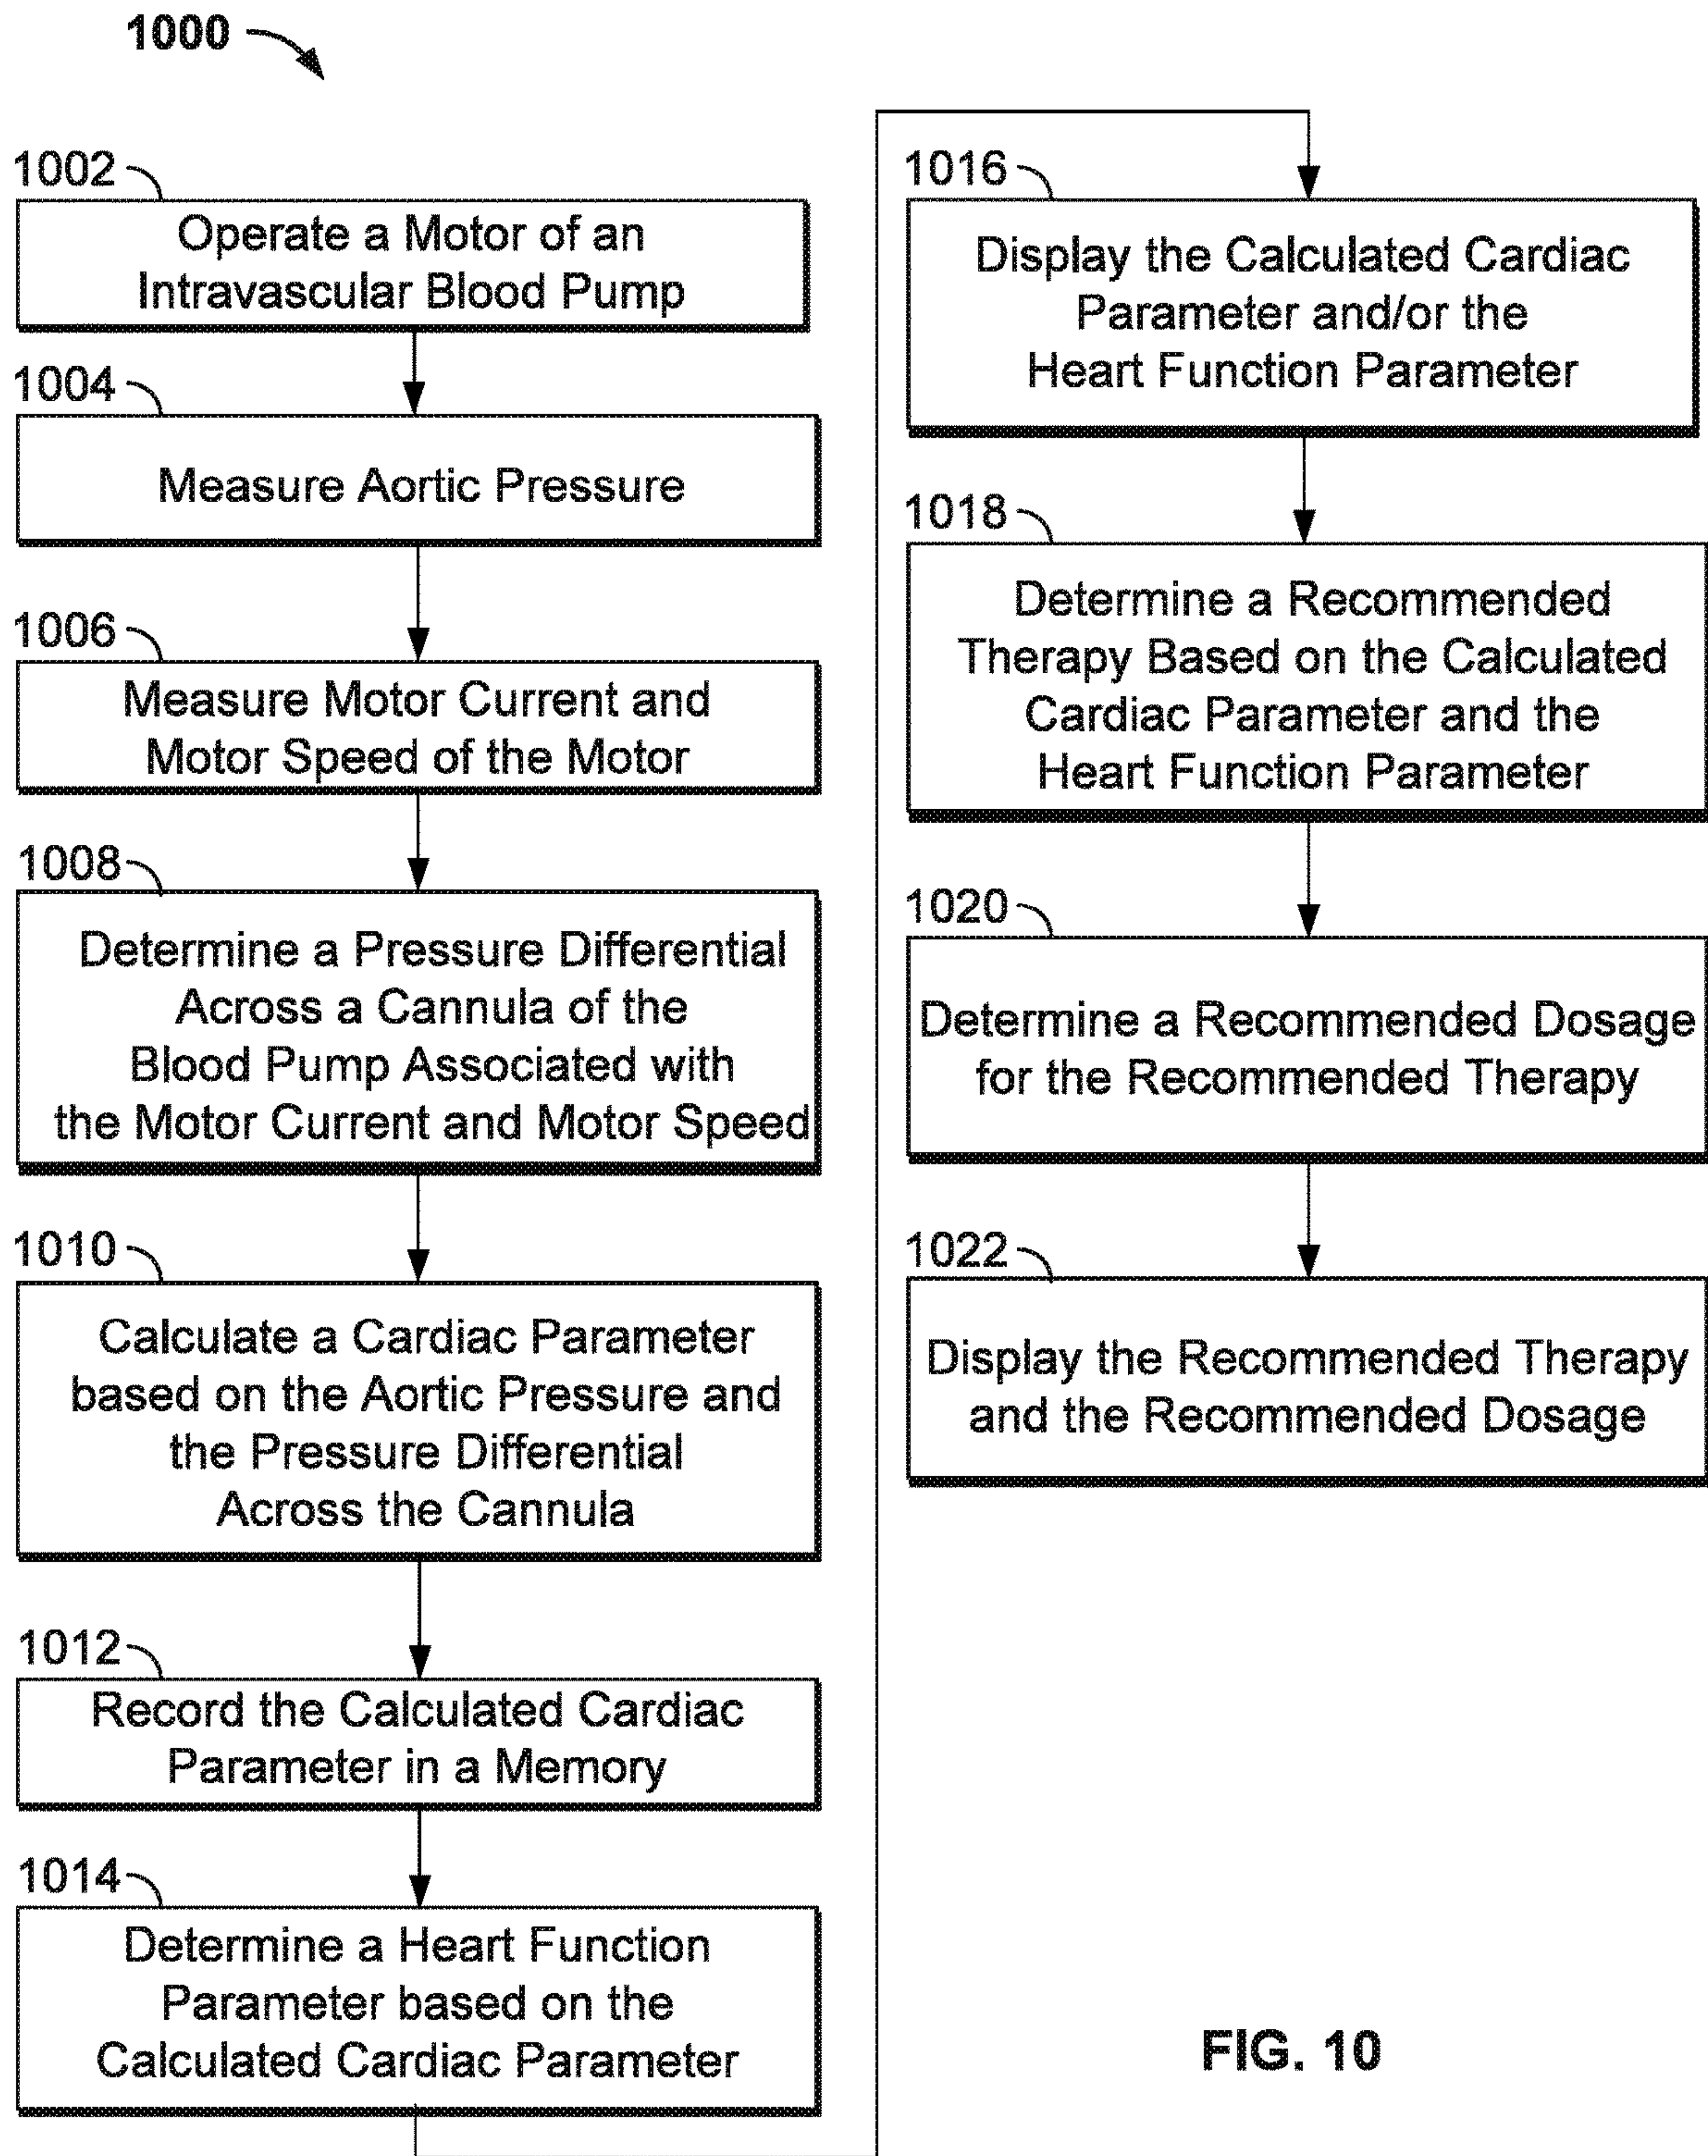 1000
1002
Operate a Motor of an
Intravascular Blood Pump
1004
Measure Aortic Pressure
1006
Measure Motor Current and
Motor Speed of the Motor
1008
Determine a Pressure Differential
Across a Cannula of the
Blood Pump Associated with
the Motor Current and Motor Speed
1010
Calculate a Cardiac Parameter
based on the Aortic Pressure and
the Pressure Differential
Across the Cannula
1012
Record the Calculated Cardiac
Parameter in a Memory
1014
Determine a Heart Function
Parameter based on the
Calculated Cardiac Parameter
1016
Display the Calculated Cardiac
Parameter and/or the
Heart Function Parameter
1018
Determine a Recommended
Therapy Based on the Calculated
Cardiac Parameter and the
Heart Function Parameter
1020
Determine a Recommended Dosage
for the Recommended Therapy
1022
Display the Recommended Therapy
and the Recommended Dosage
FIG. 10